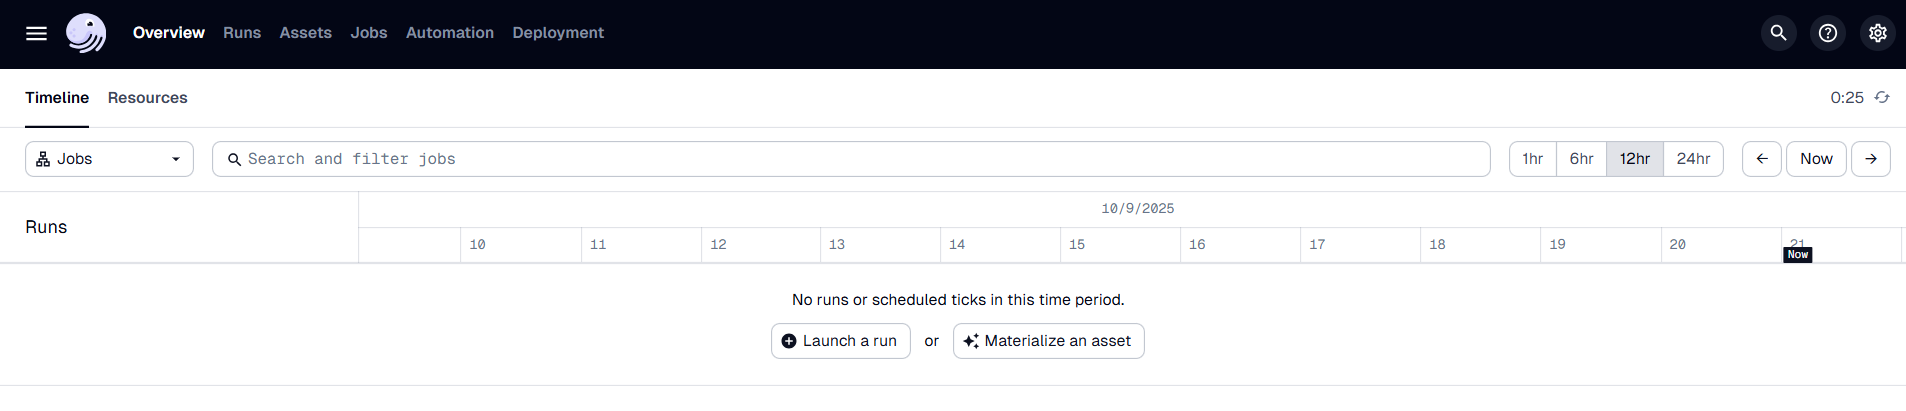 Overview Runs Assets Jobs Automation Deployment
Timeline Resources 0:25
Jobs Search and filter jobs 1hr 6hr 12hr 24hr ← Now →
Runs
10/9/2025
10 11 12 13 14 15 16 17 18 19 20 21
Now
No runs or scheduled ticks in this time period.
Launch a run or Materialize an asset